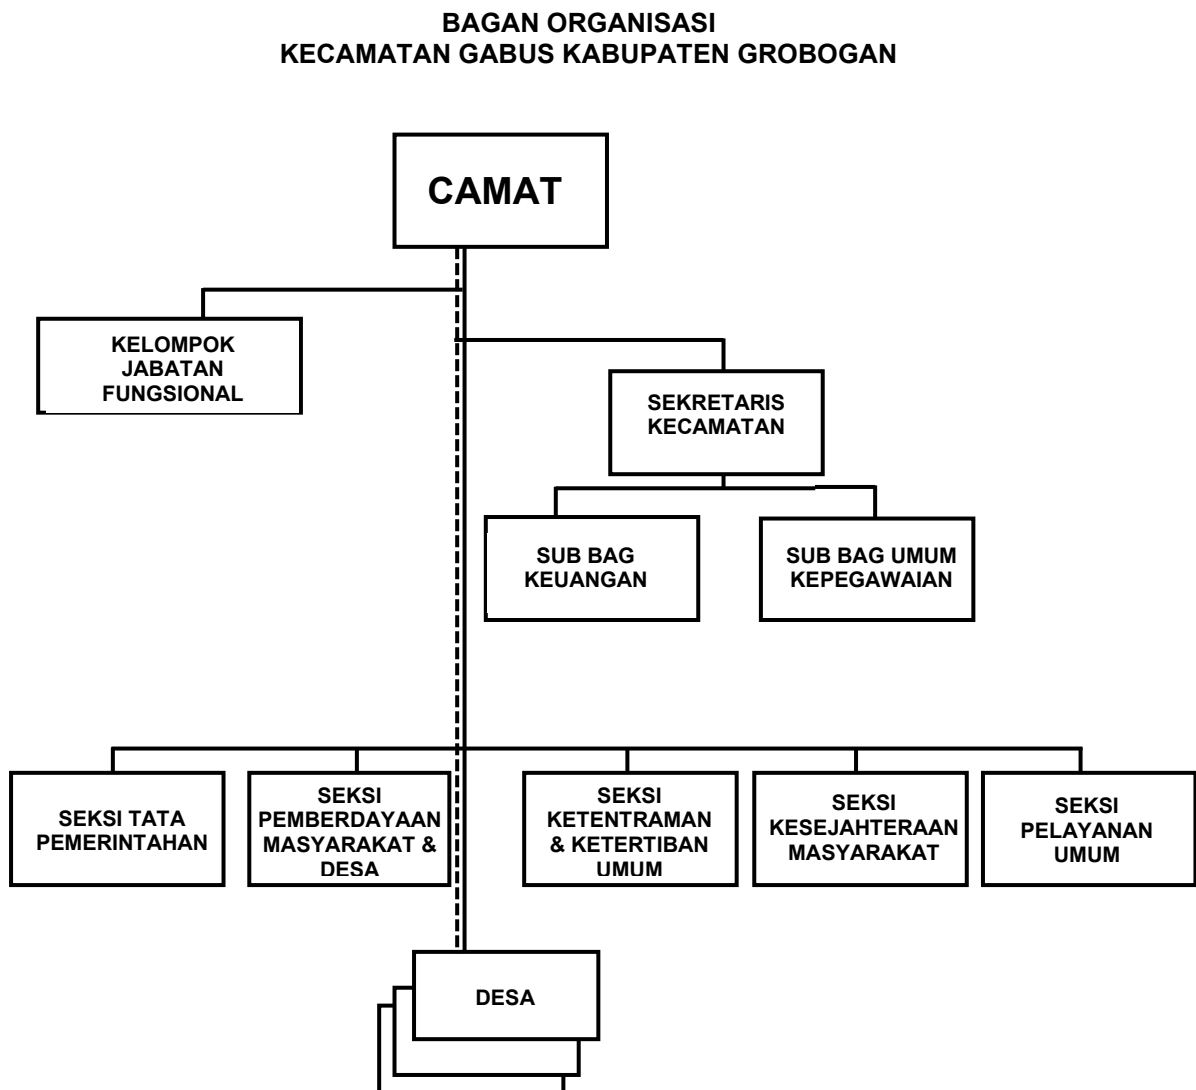 BAGAN ORGANISASI
KECAMATAN GABUS KABUPATEN GROBOGAN
CAMAT
KELOMPOK
JABATAN
FUNGSIONAL
SEKRETARIS
KECAMATAN
SUB BAG
KEUANGAN
SUB BAG UMUM
KEPEGAWAIAN
SEKSI TATA
PEMERINTAHAN
SEKSI
PEMBERDAYAAN
MASYARAKAT &
DESA
SEKSI
KETENTRAMAN
& KETERTIBAN
UMUM
SEKSI
KESEJAHTERAAN
MASYARAKAT
SEKSI
PELAYANAN
UMUM
DESA